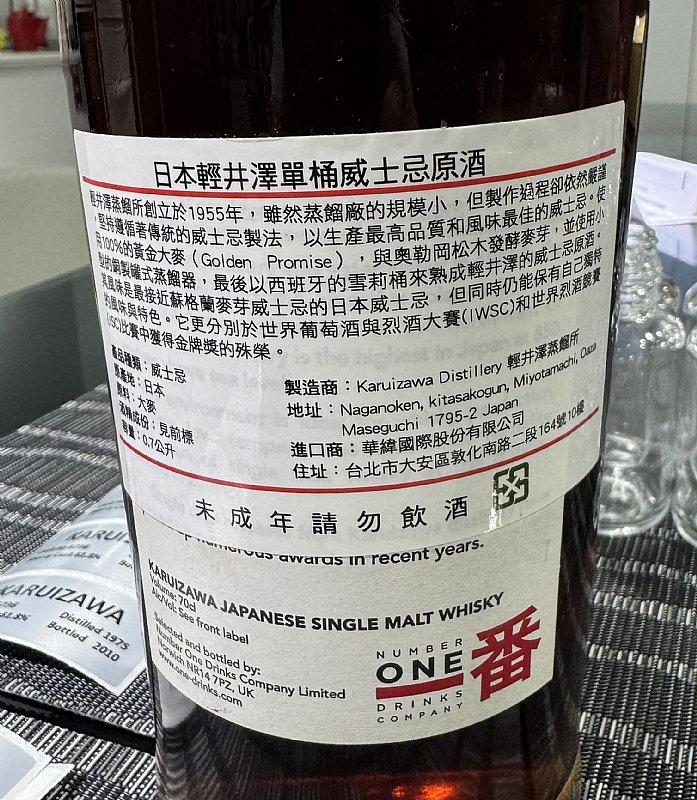 日本輕井澤單桶威士忌原酒
輕井澤蒸餾所創立於1955年，雖然蒸餾廠的規模小，但製作過程卻依然嚴謹
，堅持遵循著傳統的威士忌製法，以生產最高品質和風味最佳的威士忌。使
用100%的黃金大麥（Golden Promise），與奧勒岡松木發酵麥芽，並使用小
型的銅製罐式蒸餾器，最後以西班牙的雪莉桶來熟成輕井澤的威士忌原酒。
其風味是最接近蘇格蘭麥芽威士忌的日本威士忌，但同時仍能保有自己獨特
的風味與特色。它更分別於世界葡萄酒與烈酒大賽(IWSC)和世界烈酒競賽
(ISC)比賽中獲得金牌獎的殊榮。
產品種類：威士忌
原產地：日本
原料：大麥
酒精成份：見前標
容量：0.7公升
製造商：Karuizawa Distillery 輕井澤蒸餾所
地址：Naganoken, kitasakogun, Miyotamachi, Oaza
Maseguchi 1795-2 Japan
進口商：華緯國際股份有限公司
住址：台北市大安區敦化南路二段164號10樓
未成年請勿飲酒
numerous awards in recent years.
KARUIZAWA JAPANESE SINGLE MALT WHISKY
Volume: 70cl
Alc/Vol: See front label
Selected and bottled by:
Number One Drinks Company Limited
Norwich NR14 7PZ, UK
www.one-drinks.com
NUMBER
ONE
DRINKS
COMPANY
一番
KARUIZAWA
Distilled 1975
Bottled 2010